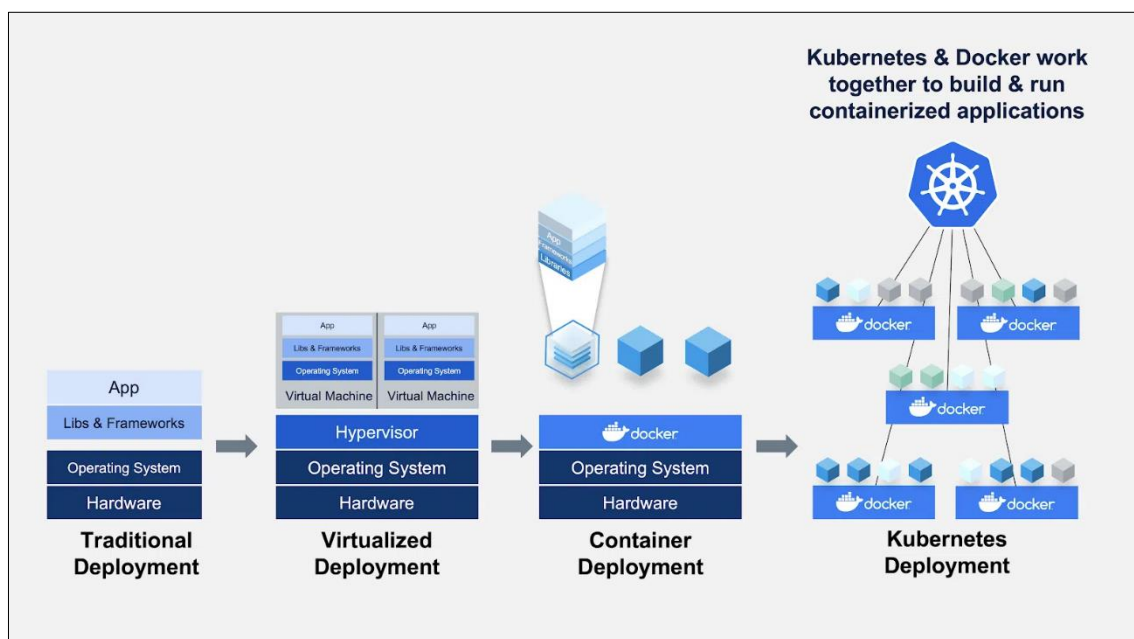 Kubernetes & Docker work
together to build & run
containerized applications
App
Frameworks
Libraries
App
Libs & Frameworks
Operating System
Hardware
Traditional
Deployment
App
Libs & Frameworks
Operating System
Virtual Machine
App
Libs & Frameworks
Operating System
Virtual Machine
Hypervisor
Operating System
Hardware
Virtualized
Deployment
docker
Operating System
Hardware
Container
Deployment
docker
docker
docker
docker
docker
Kubernetes
Deployment